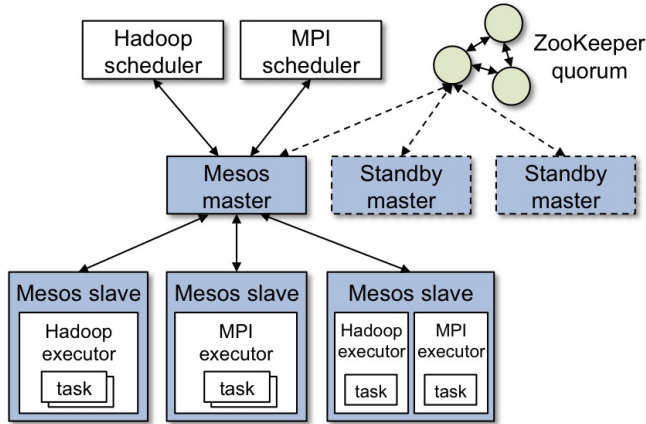 Hadoop
scheduler
MPI
scheduler
ZooKeeper
quorum
Mesos
master
Standby
master
Standby
master
Mesos slave
Hadoop
executor
task
Mesos slave
MPI
executor
task
Mesos slave
Hadoop
executor
task
MPI
executor
task